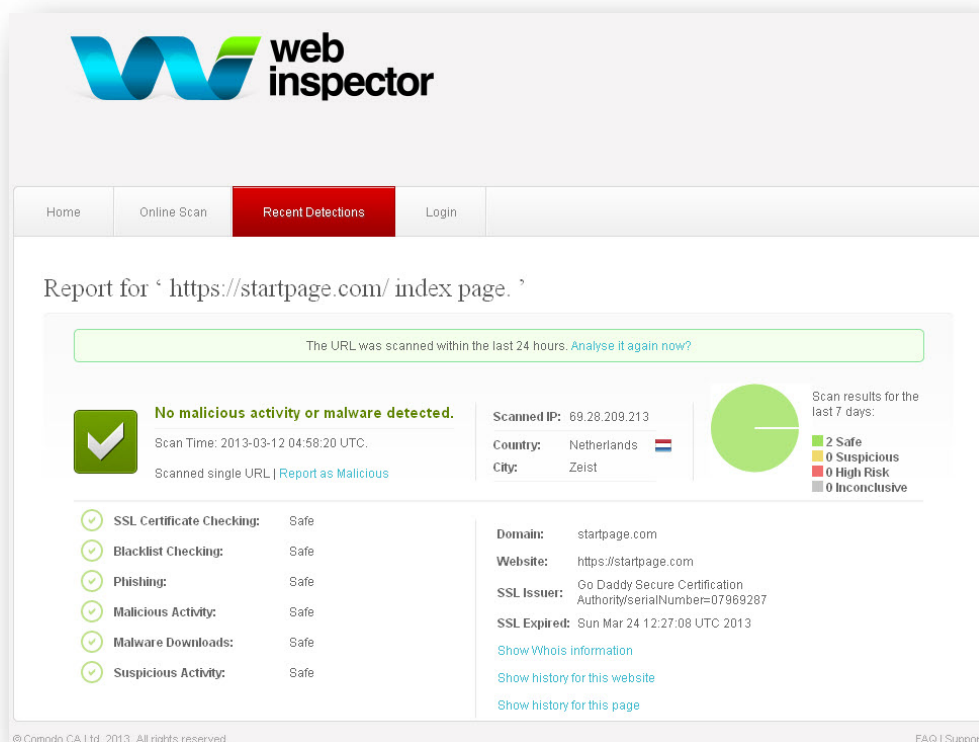 web
inspector
Home Online Scan Recent Detections Login
Report for ‘ https://startpage.com/ index page. ’
The URL was scanned within the last 24 hours. Analyse it again now?
No malicious activity or malware detected.
Scan Time: 2013-03-12 04:58:20 UTC.
Scanned single URL | Report as Malicious
Scanned IP: 69.28.209.213
Country: Netherlands
City: Zeist
Scan results for the
last 7 days:
2 Safe
0 Suspicious
0 High Risk
0 Inconclusive
SSL Certificate Checking: Safe
Blacklist Checking: Safe
Phishing: Safe
Malicious Activity: Safe
Malware Downloads: Safe
Suspicious Activity: Safe
Domain: startpage.com
Website: https://startpage.com
SSL Issuer: Go Daddy Secure Certification
Authority/serialNumber=07969287
SSL Expired: Sun Mar 24 12:27:08 UTC 2013
Show Whois information
Show history for this website
Show history for this page
© Comodo CA Ltd. 2013. All rights reserved. FAQ | Suppor